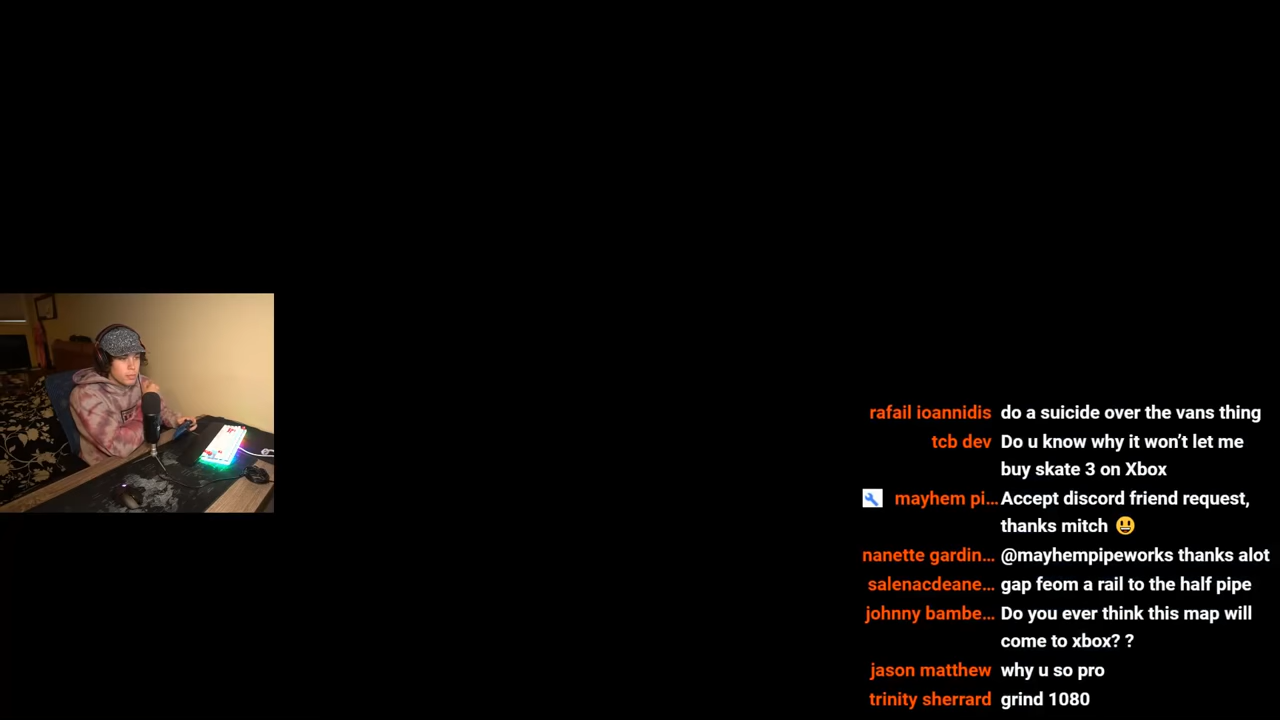 rafail ioannidis do a suicide over the vans thing
tcb dev Do u know why it won’t let me
buy skate 3 on Xbox
mayhem pi... Accept discord friend request,
thanks mitch 😃
nanette gardin... @mayhempipeworks thanks alot
salenacdeane... gap feom a rail to the half pipe
johnny bambe... Do you ever think this map will
come to xbox? ?
jason matthew why u so pro
trinity sherrard grind 1080